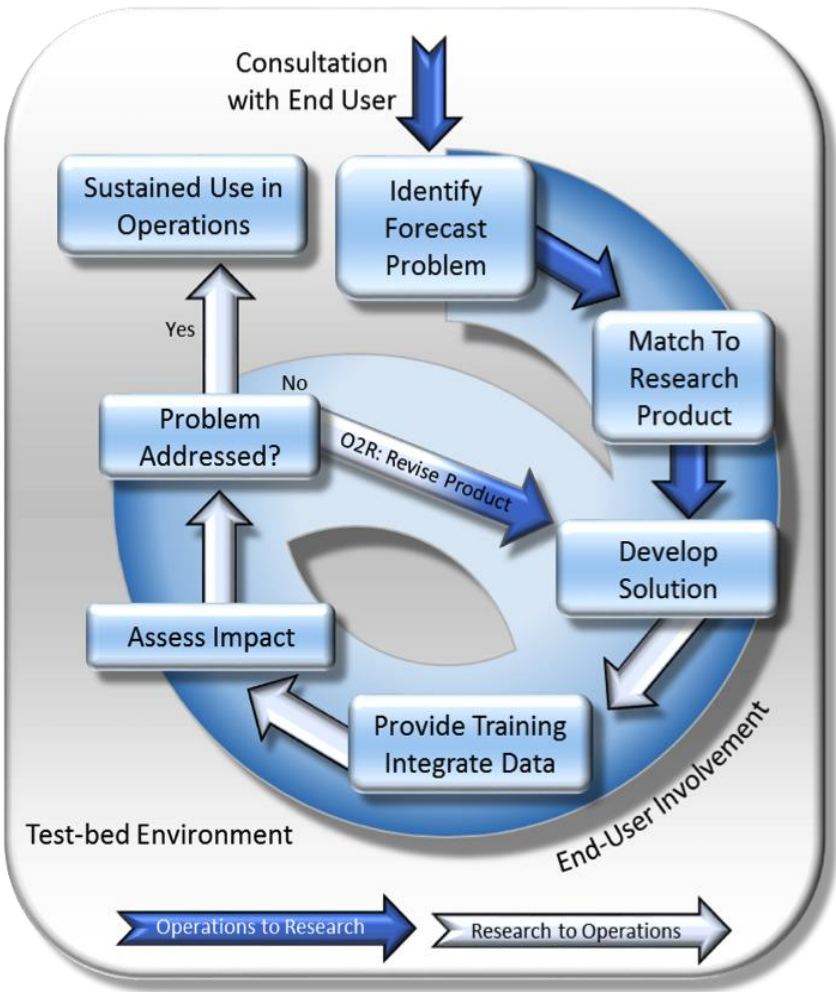 Consultation
with End User
Sustained Use in
Operations
Identify
Forecast
Problem
Yes
Match To
Research
Product
No
Problem
Addressed?
O2R: Revise Product
Develop
Solution
Assess Impact
Provide Training
Integrate Data
End-User Involvement
Test-bed Environment
Operations to Research
Research to Operations